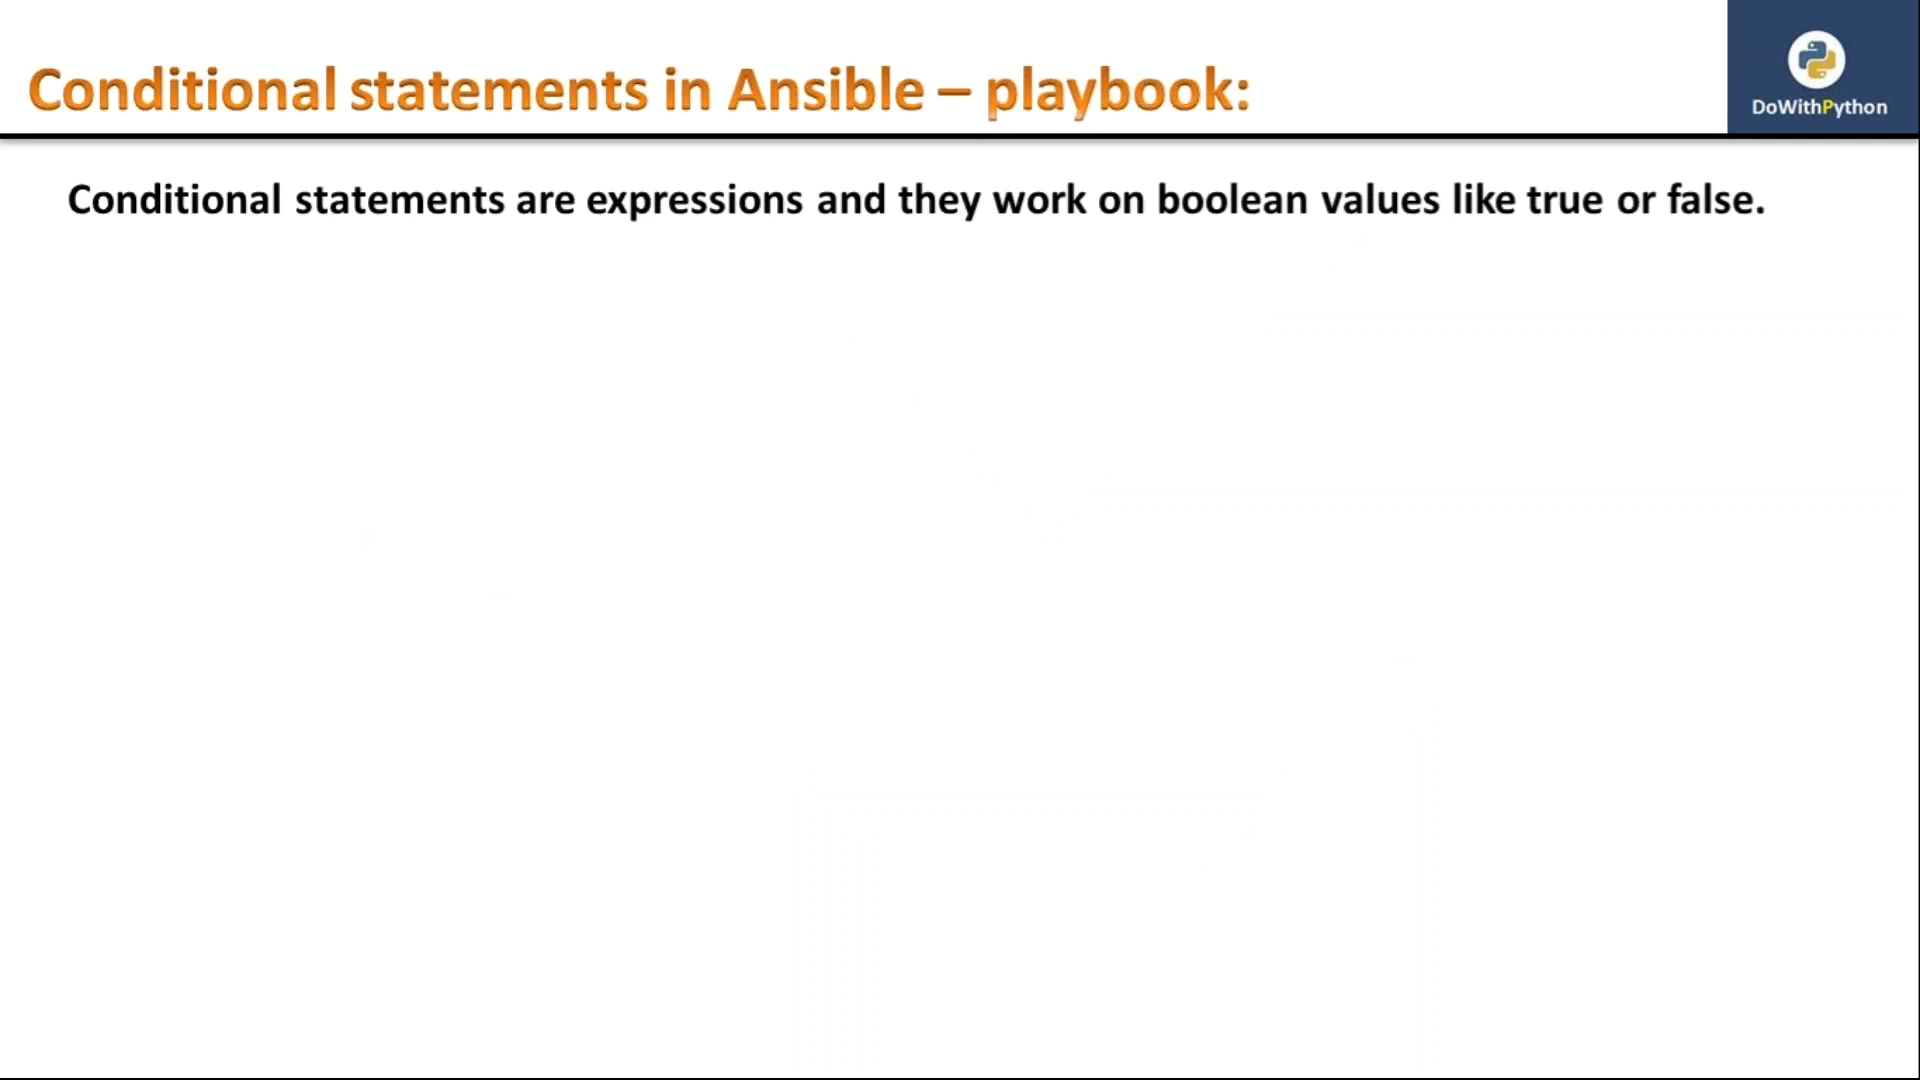 Conditional statements in Ansible – playbook:
DoWithPython
Conditional statements are expressions and they work on boolean values like true or false.